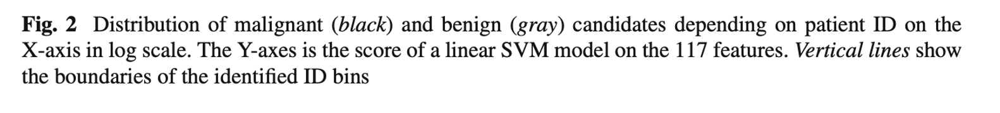 Fig. 2 Distribution of malignant (black) and benign (gray) candidates depending on patient ID on the
X-axis in log scale. The Y-axes is the score of a linear SVM model on the 117 features. Vertical lines show
the boundaries of the identified ID bins